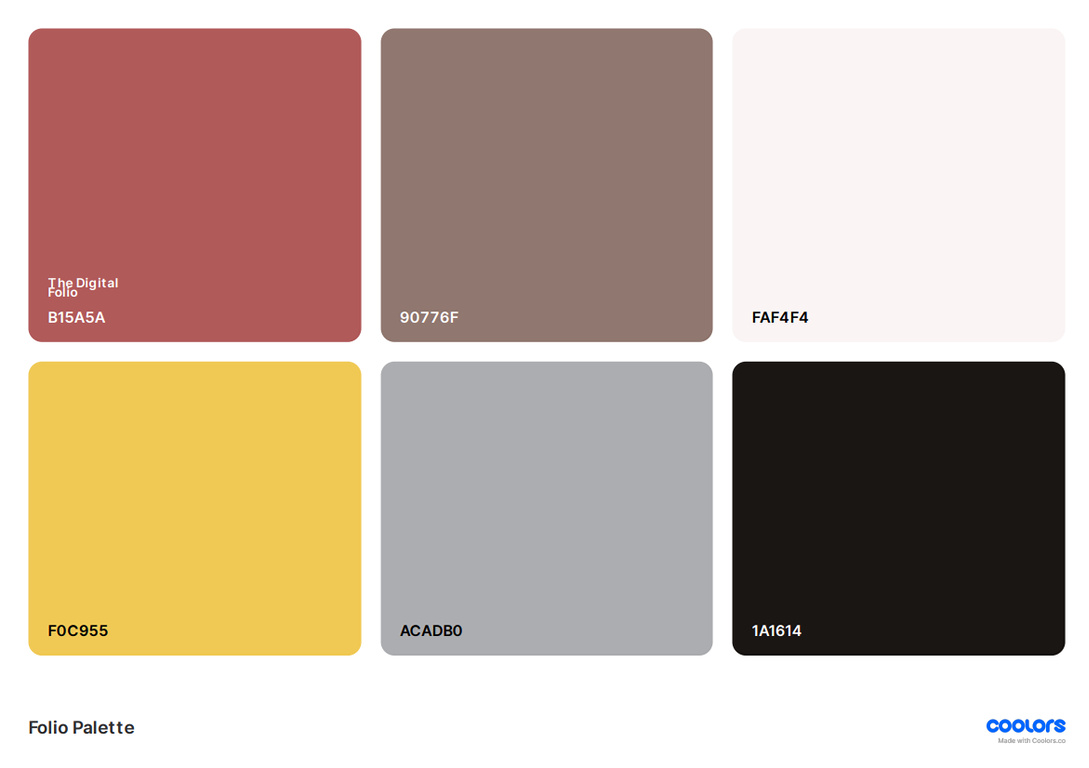 The Digital
Folio
B15A5A
90776F
FAF4F4
F0C955
ACADB0
1A1614
Folio Palette
coolors
Made with Coolors.co